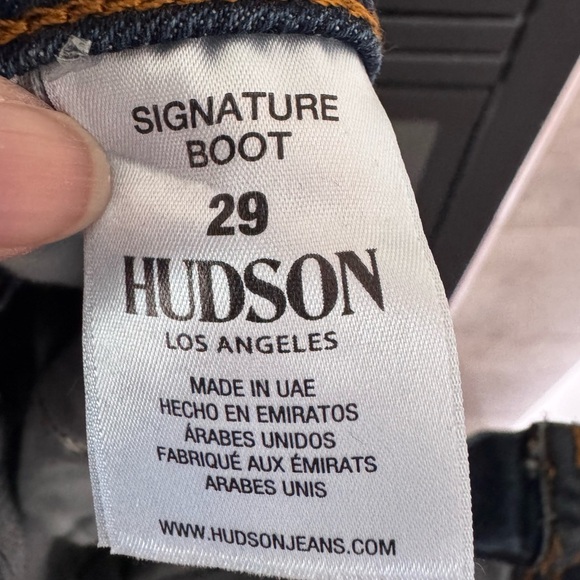 SIGNATURE
BOOT
29
HUDSON
LOS ANGELES
MADE IN UAE
HECHO EN EMIRATOS
ÁRABES UNIDOS
FABRIQUÉ AUX ÉMIRATS
ARABES UNIS
WWW.HUDSONJEANS.COM